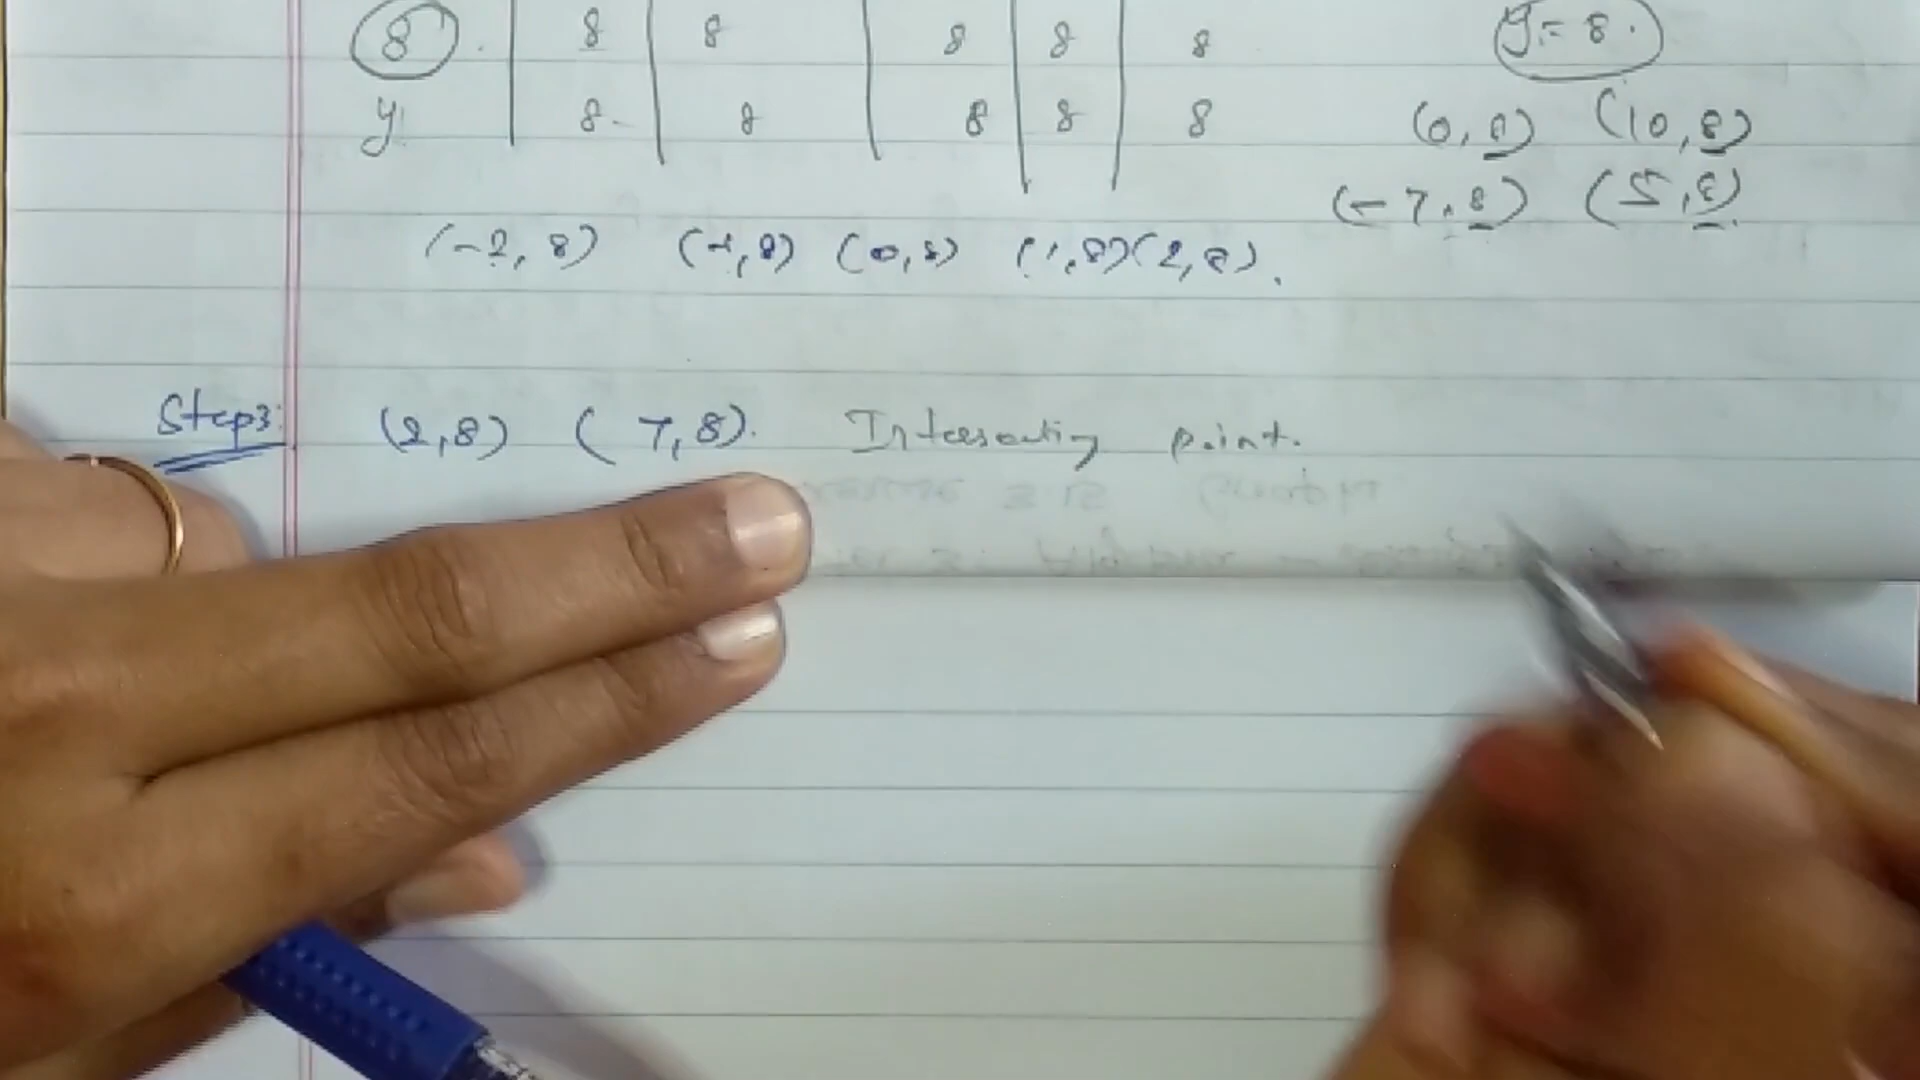 8 8 8 8 8 8 y= 8.
y 8 8 8 8 8 (0,8) (10,8)
(-7,8) (5,8)
(-2,8) (-1,8) (0,8) (1,8) (2,8).
Step3: (2,8) (7,8). Intersecting point.